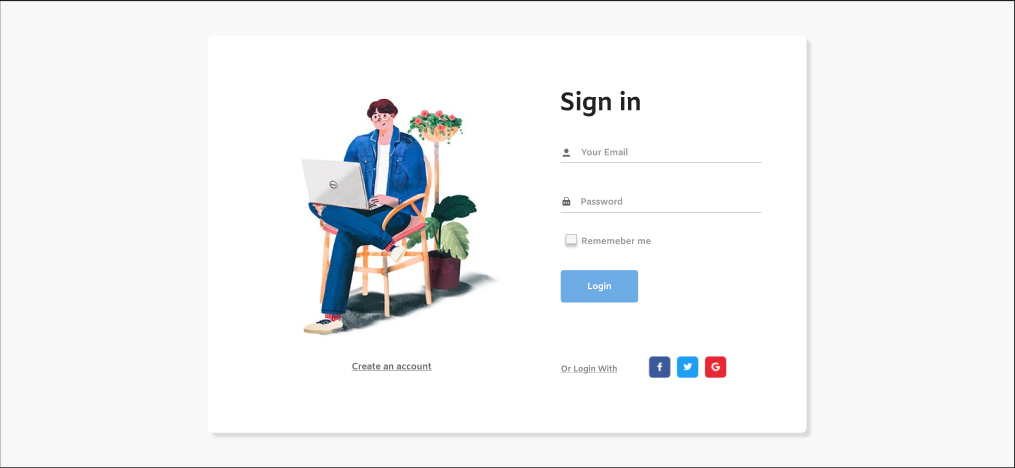 Sign in
Your Email
Password
Rememeber me
Login
Create an account
Or Login With